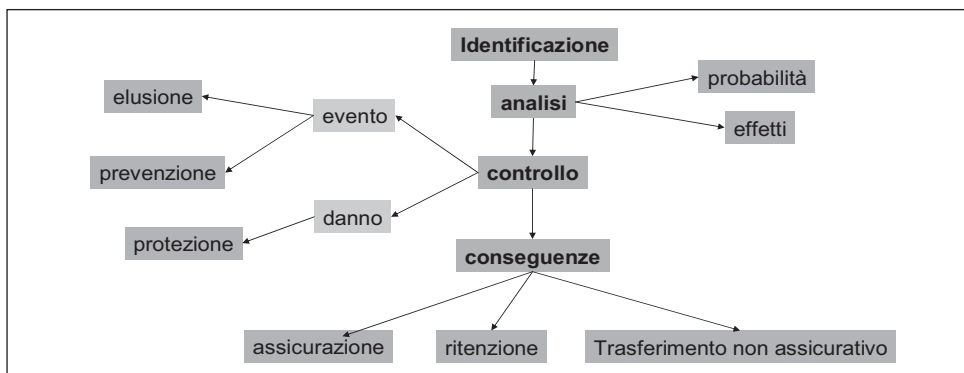 Identificazione
probabilità
elusione
analisi
evento
effetti
prevenzione
controllo
danno
protezione
conseguenze
assicurazione
ritenzione
Trasferimento non assicurativo